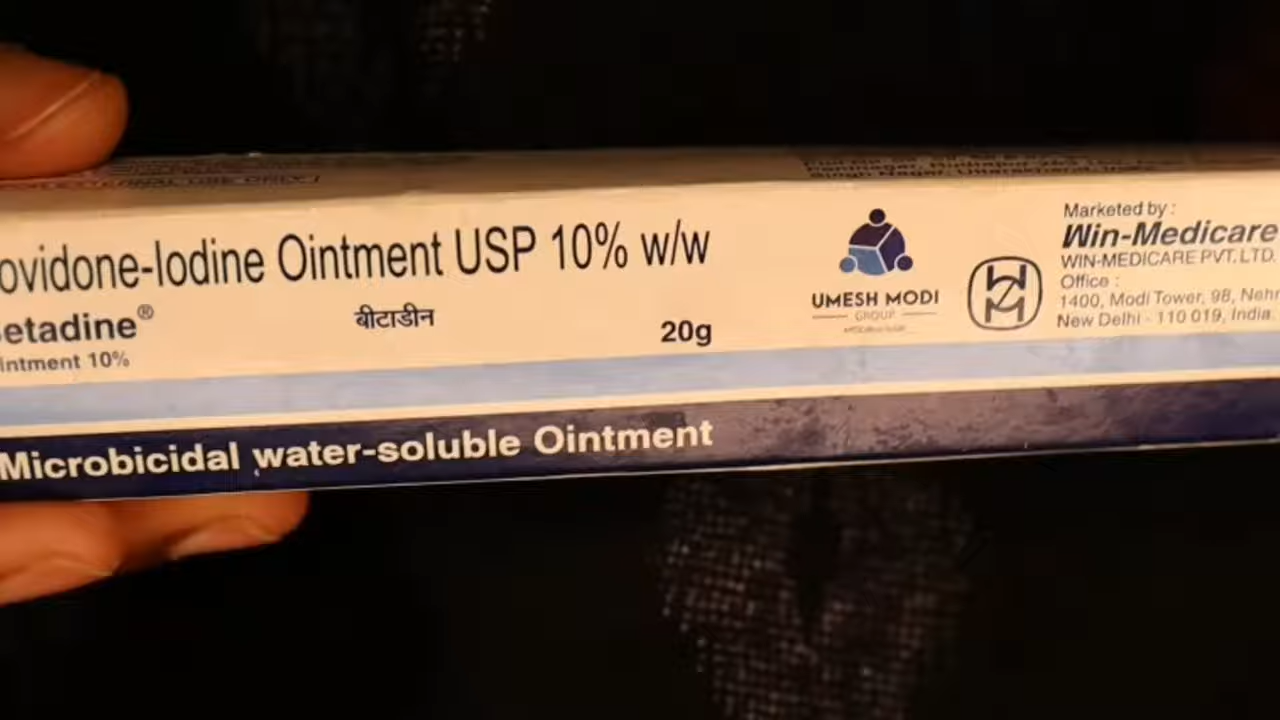 ovidone-Iodine Ointment USP 10% w/w
etadine®
बीटाडीन
intment 10%
20g
Microbicidal water-soluble Ointment
UMESH MODI
GROUP
Marketed by :
Win-Medicare
WIN-MEDICARE PVT. LTD.
Office :
1400, Modi Tower, 98, Nehr
New Delhi - 110 019, India.